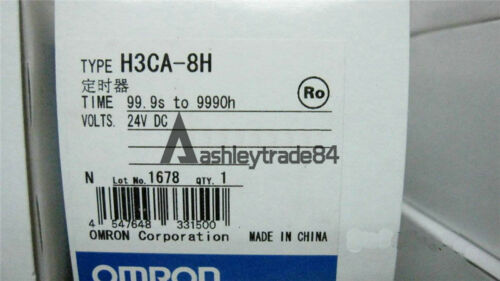 TYPE H3CA-8H
定时器
TIME 99.9s to 9990h
Ro
VOLTS. 24V DC
Aashleytrade84
N Lot No. 1678 QTY. 1
4 547648 331500
OMRON Corporation MADE IN CHINA
OMRON